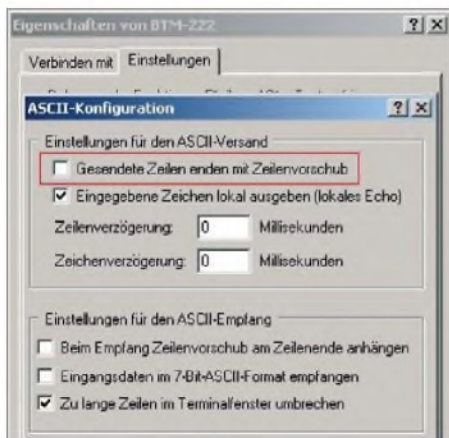 Eigenschaften von BTM-222
Verbinden mit
Einstellungen
ASCII-Konfiguration
Einstellungen für den ASCII-Versand
Gesendete Zeilen enden mit Zeilenvorschub
Eingegebene Zeichen lokal ausgeben (lokales Echo)
Zeilenverzögerung: 0 Millisekunden
Zeichenverzögerung: 0 Millisekunden
Einstellungen für den ASCII-Empfang
Beim Empfang Zeilenvorschub am Zeilenende anhängen
Eingangsdaten im 7-Bit-ASCII-Format empfangen
Zu lange Zeilen im Terminalfenster umbrechen